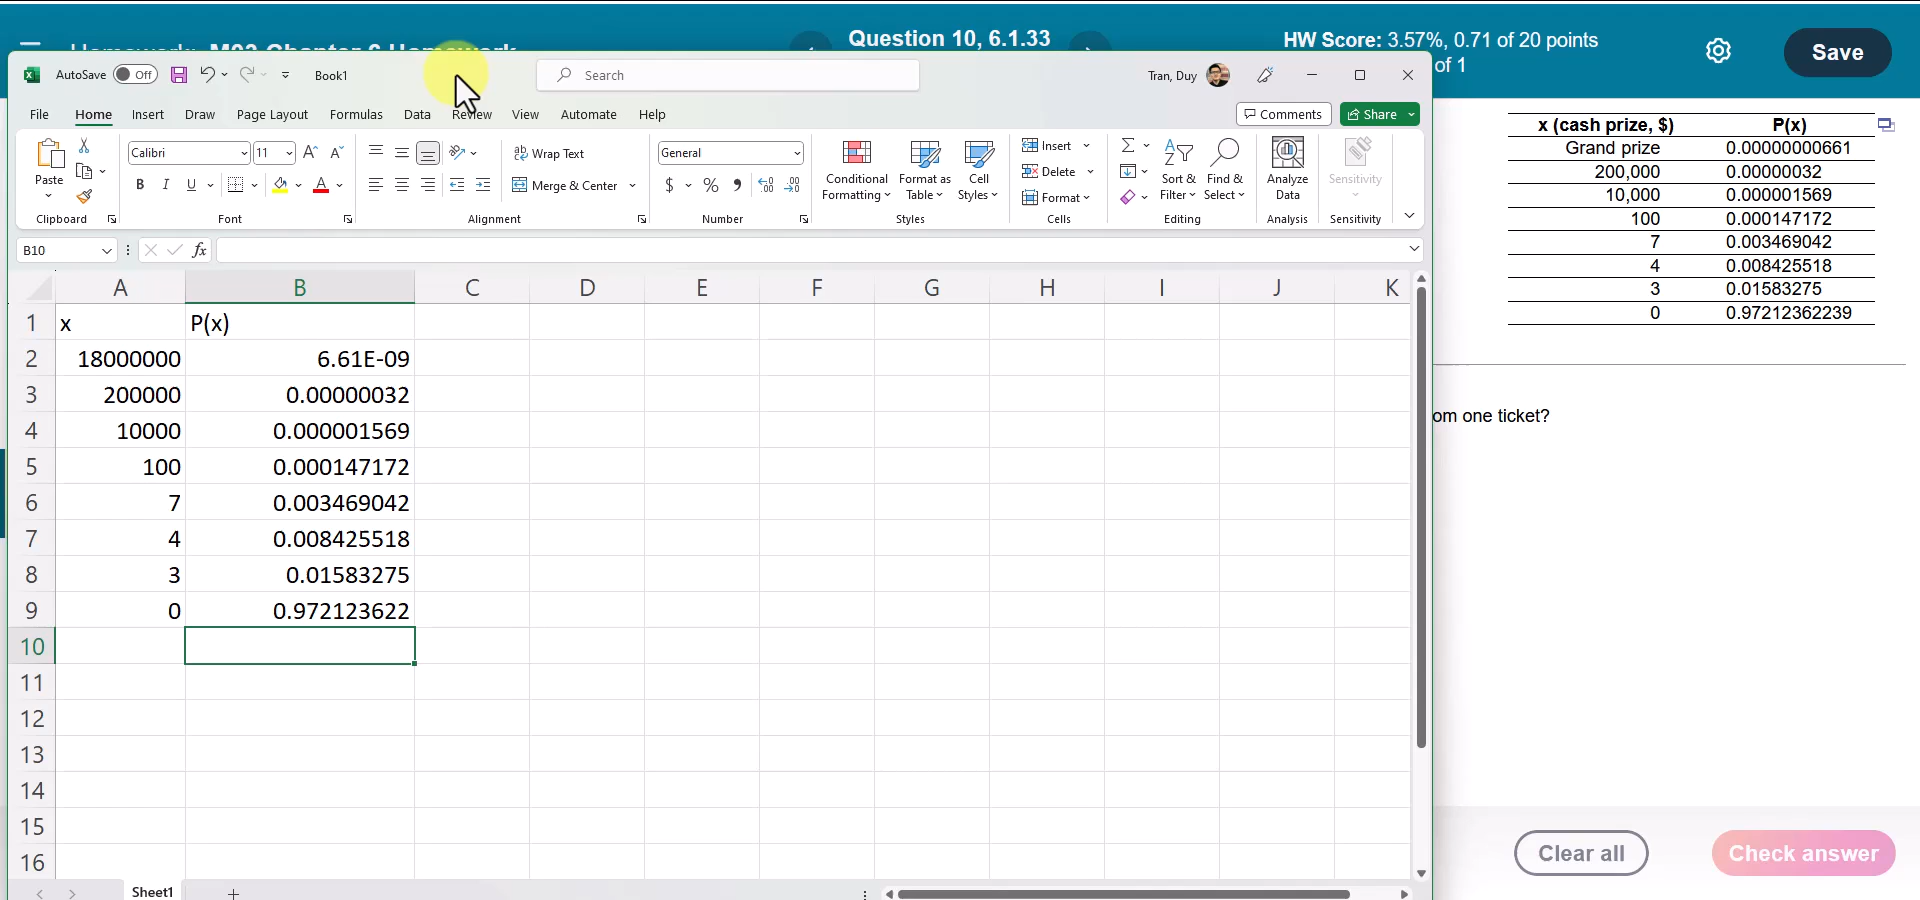 Question 10, 6.1.33
HW Score: 3.57%, 0.71 of 20 points
of 1
Save
AutoSave Off
Book1
Search
Tran, Duy
File Home Insert Draw Page Layout Formulas Data Review View Automate Help
Comments Share
Paste
Calibri 11
B I U
Wrap Text
Merge & Center
General
$ % 9
Conditional Formatting
Format as Table
Cell Styles
Insert
Delete
Format
Sort & Filter
Find & Select
Analyze Data
Sensitivity
Clipboard Font Alignment Number Styles Cells Editing Analysis Sensitivity
B10 fx
A B C D E F G H I J K
1 x P(x)
2 18000000 6.61E-09
3 200000 0.00000032
4 10000 0.000001569
5 100 0.000147172
6 7 0.003469042
7 4 0.008425518
8 3 0.01583275
9 0 0.972123622
10
11
12
13
14
15
16
Sheet1
x (cash prize, $) P(x)
Grand prize 0.00000000661
200,000 0.00000032
10,000 0.000001569
100 0.000147172
7 0.003469042
4 0.008425518
3 0.01583275
0 0.97212362239
om one ticket?
Clear all
Check answer